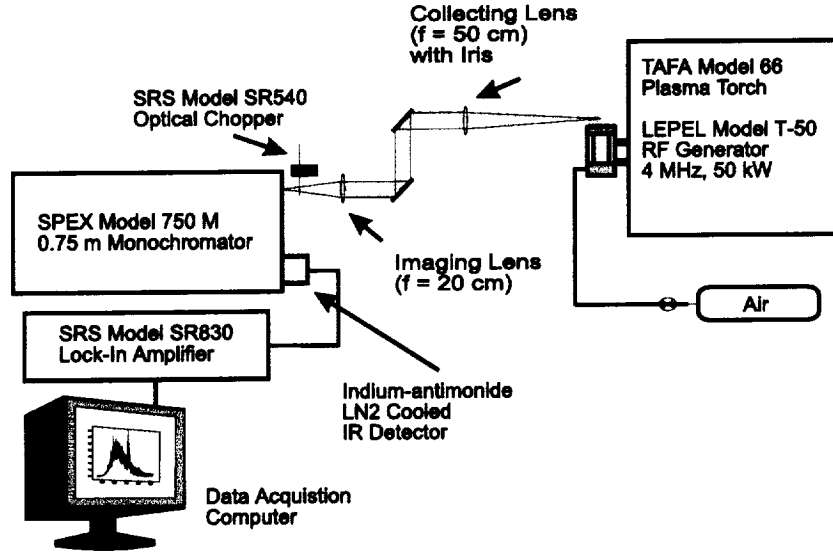 Collecting Lens
(f = 50 cm)
with Iris
TAFA Model 66
Plasma Torch
LEPEL Model T-50
RF Generator
4 MHz, 50 kW
SRS Model SR540
Optical Chopper
SPEX Model 750 M
0.75 m Monochromator
Imaging Lens
(f = 20 cm)
Air
SRS Model SR830
Lock-In Amplifier
Indium-antimonide
LN2 Cooled
IR Detector
Data Acquistion
Computer